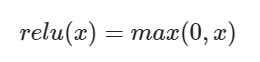 relu(x) = max(0, x)